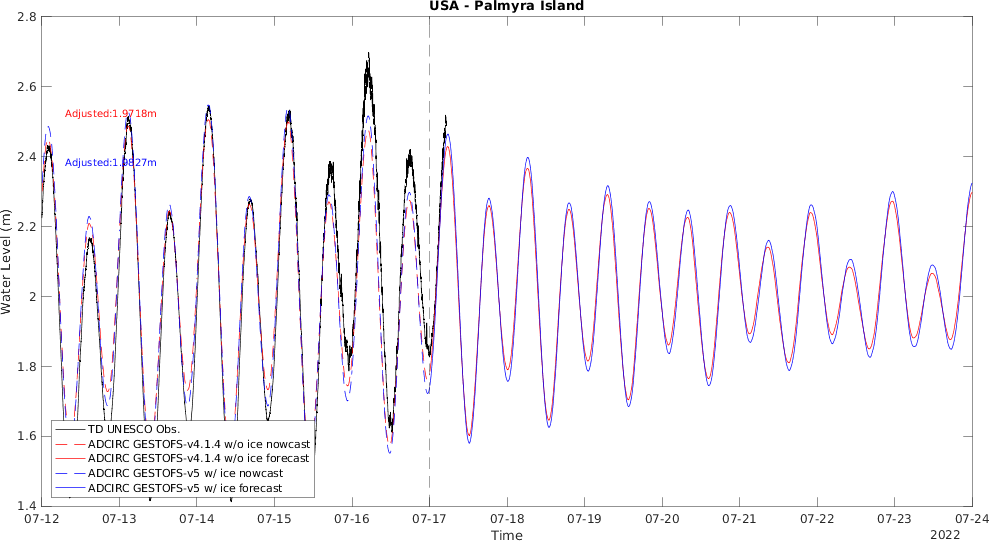 USA - Palmyra Island
2.8
2.6
2.4
2.2
2
1.8
1.6
1.4
Water Level (m)
Adjusted:1.9718m
Adjusted:1.9827m
TD UNESCO Obs.
ADCIRC GESTOFS-v4.1.4 w/o ice nowcast
ADCIRC GESTOFS-v4.1.4 w/o ice forecast
ADCIRC GESTOFS-v5 w/ ice nowcast
ADCIRC GESTOFS-v5 w/ ice forecast
07-12 07-13 07-14 07-15 07-16 07-17 07-18 07-19 07-20 07-21 07-22 07-23 07-24
Time
2022